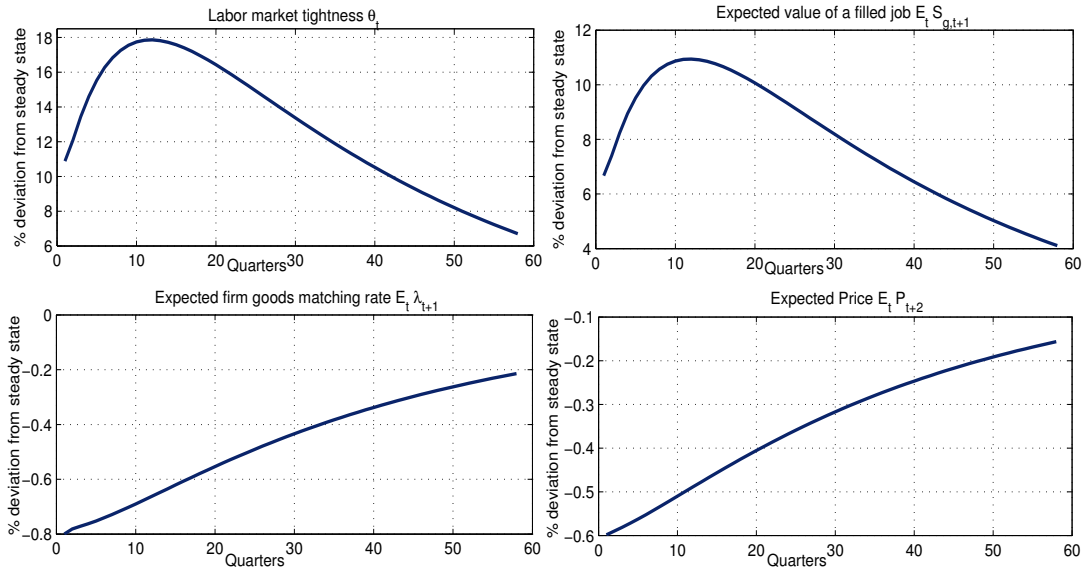 Labor market tightness θt
% deviation from steady state
18
16
14
12
10
8
6
0 10 20 30 40 50 60
Quarters
Expected value of a filled job Et Sg,t+1
% deviation from steady state
12
10
8
6
4
0 10 20 30 40 50 60
Quarters
Expected firm goods matching rate Et λt+1
% deviation from steady state
0
−0.2
−0.4
−0.6
−0.8
0 10 20 30 40 50 60
Quarters
Expected Price Et Pt+2
% deviation from steady state
−0.1
−0.2
−0.3
−0.4
−0.5
−0.6
0 10 20 30 40 50 60
Quarters